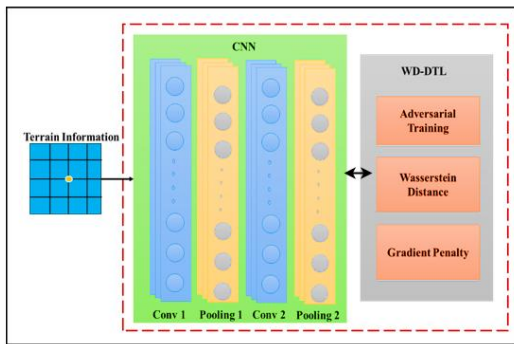 CNN
WD-DTL
Terrain Information
Adversarial
Training
Wasserstein
Distance
Gradient Penalty
Conv 1 Pooling 1 Conv 2 Pooling 2